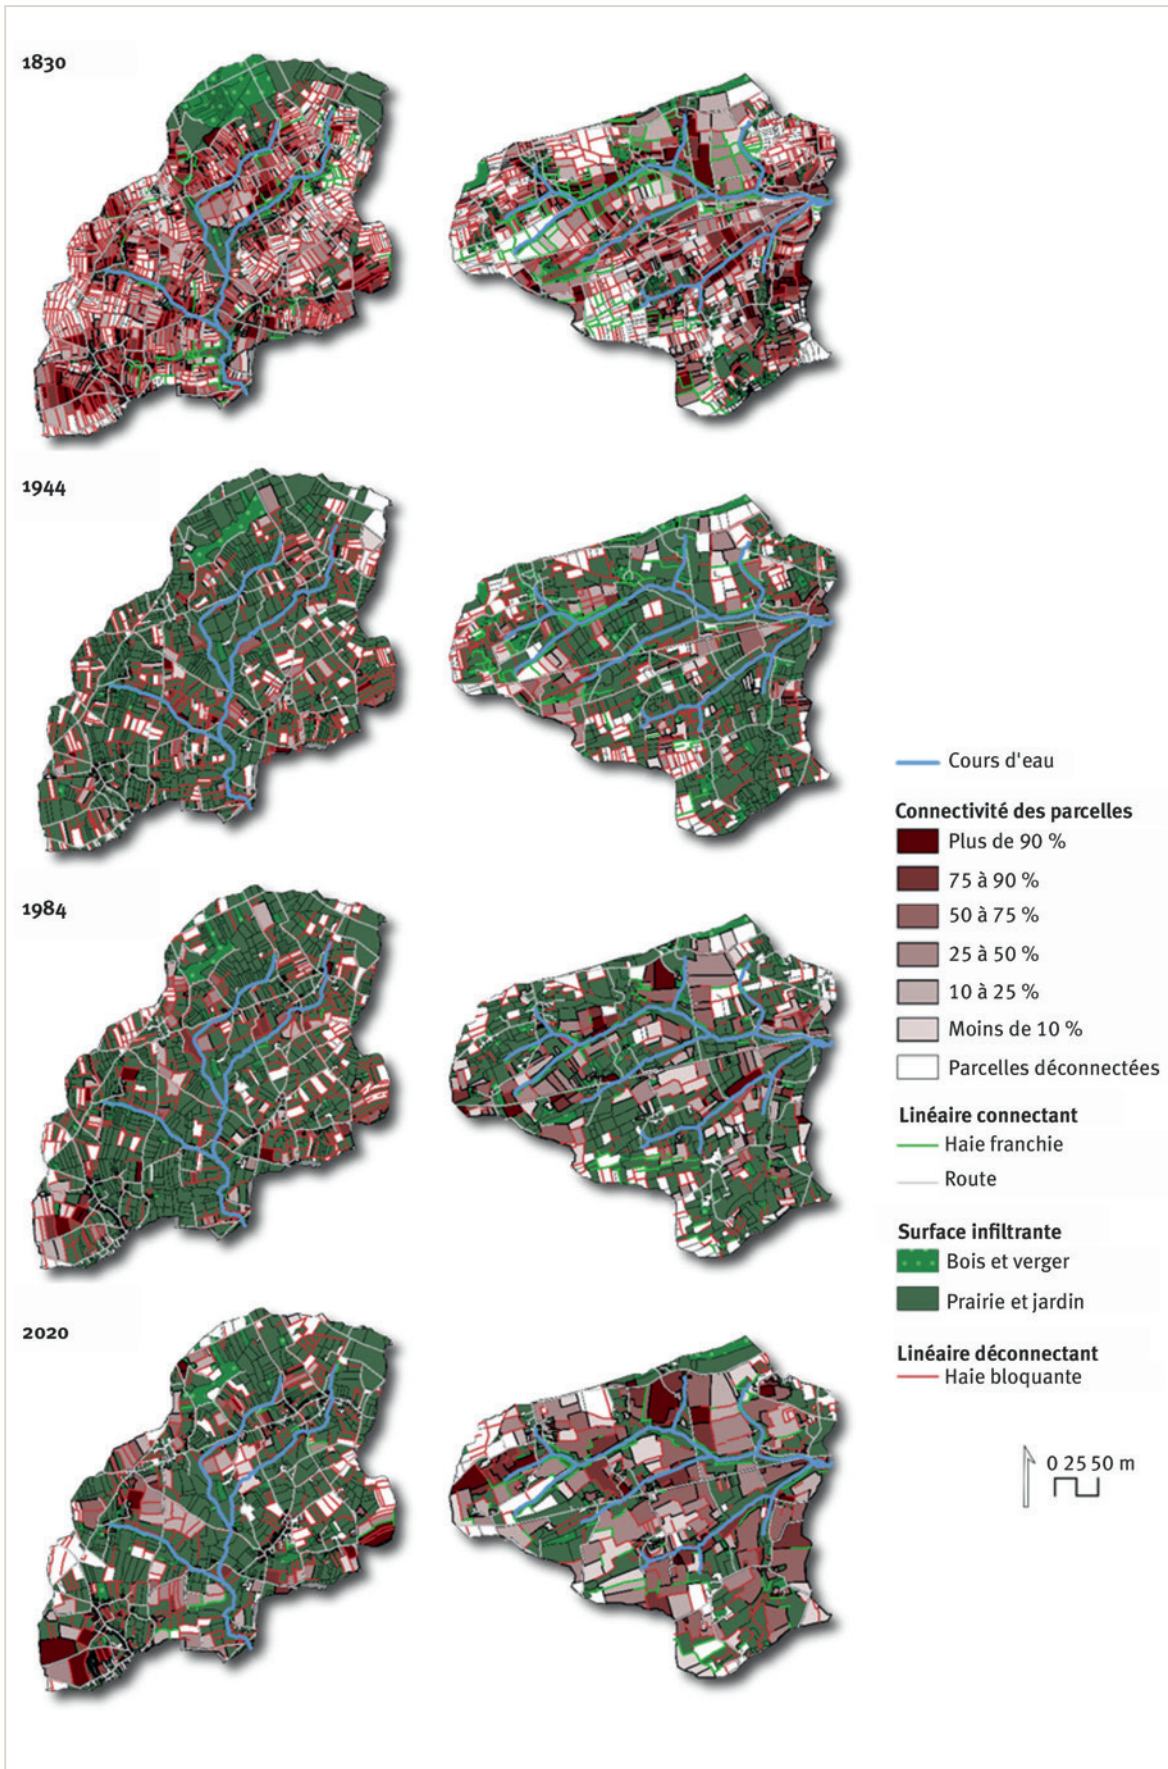 1830
1944
1984
2020
Cours d'eau
Connectivité des parcelles
Plus de 90 %
75 à 90 %
50 à 75 %
25 à 50 %
10 à 25 %
Moins de 10 %
Parcelles déconnectées
Linéaire connectant
Haie franchie
Route
Surface infiltrante
Bois et verger
Prairie et jardin
Linéaire déconnectant
Haie bloquante
0 25 50 m